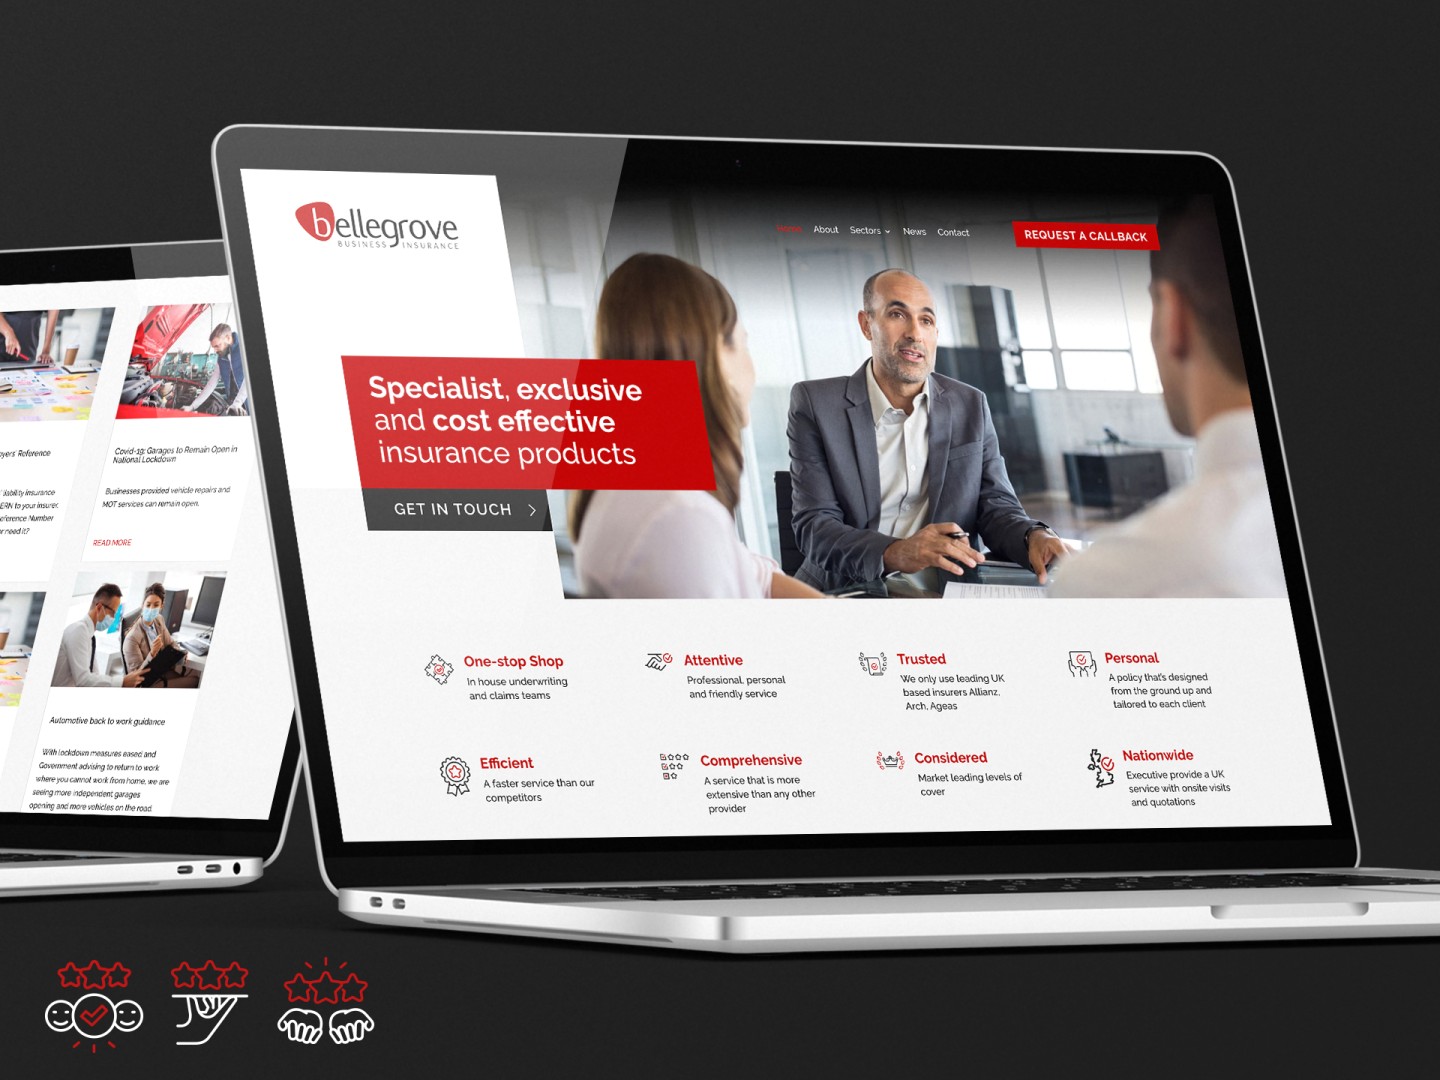 bellegrove
BUSINESS INSURANCE
Home About Sectors News Contact
REQUEST A CALLBACK
Specialist, exclusive
and cost effective
insurance products
GET IN TOUCH
One-stop Shop
In house underwriting
and claims teams
Attentive
Professional, personal
and friendly service
Trusted
We only use leading UK
based insurers Allianz,
Arch, Ageas
Personal
A policy that's designed
from the ground up and
tailored to each client
Efficient
A faster service than our
competitors
Comprehensive
A service that is more
extensive than any other
provider
Considered
Market leading levels of
cover
Nationwide
Executive provide a UK
service with onsite visits
and quotations
Reference
liability insurance
ERN to your insurer,
Reference Number
or need it?
Covid-19: Garages to Remain Open in
National Lockdown
Businesses provided vehicle repairs and
MOT services can remain open.
READ MORE
Automotive back to work guidance
With lockdown measures eased and
Government advising to return to work
where you cannot work from home, we are
seeing more independent garages
opening and more vehicles on the road.